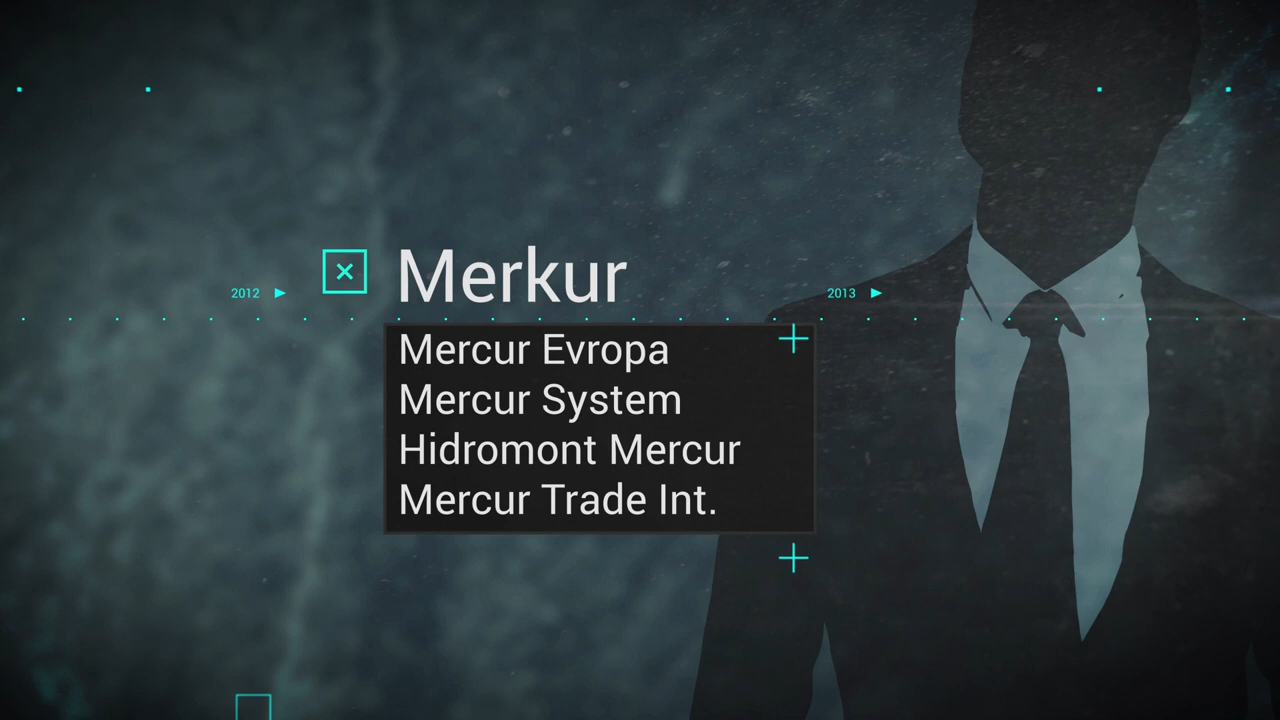 Merkur
2012
2013
Mercur Evropa
Mercur System
Hidromont Mercur
Mercur Trade Int.